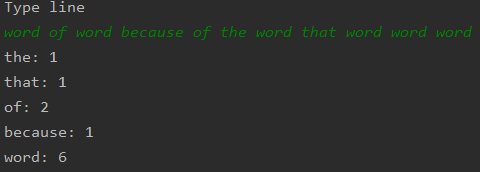 Type line
word of word because of the word that word word word
the: 1
that: 1
of: 2
because: 1
word: 6